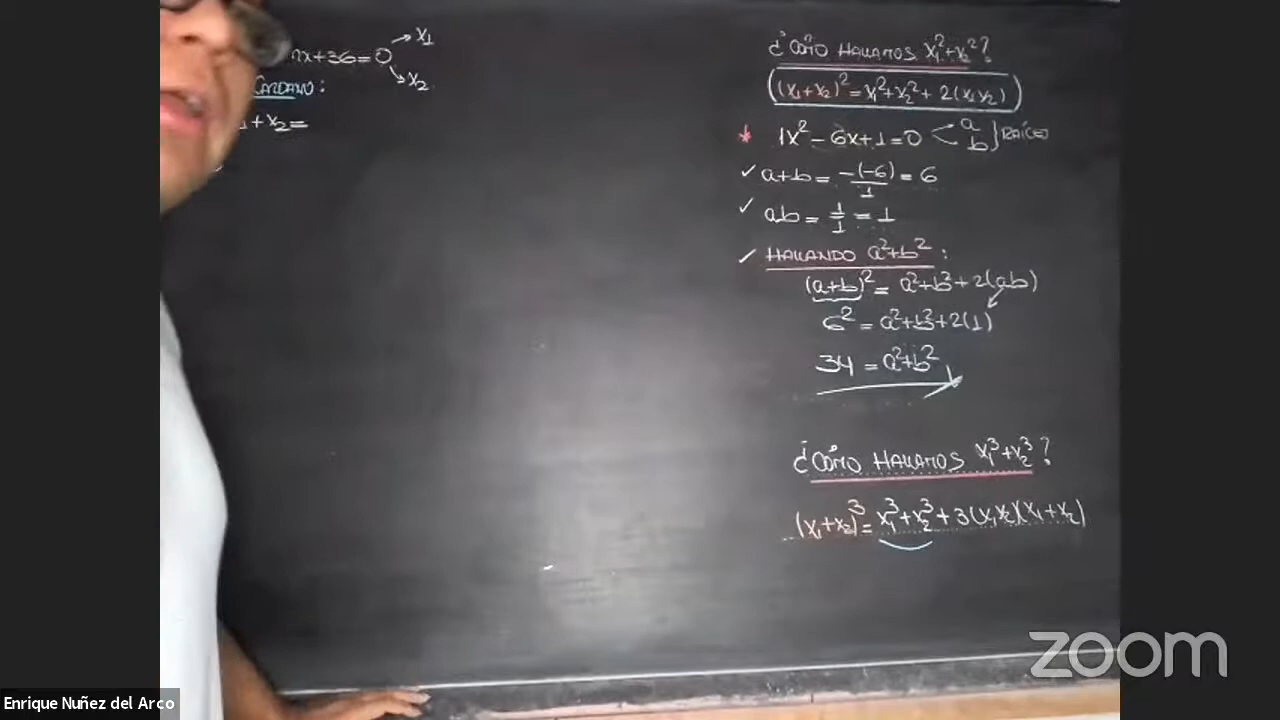 x+36=0 → x₁
→ x₂
CARDANO:
+x₂=
¿CÓMO HALLAMOS x₁²+x₂²?
(x₁+x₂)²=x₁²+x₂²+2(x₁x₂)
* 1x²-6x+1=0 < a b } RAÍCES
✓ a+b = -(-6)/1 = 6
✓ ab = 1/1 = 1
✓ HALLANDO a²+b²:
(a+b)² = a²+b²+2(ab)
6² = a²+b²+2(1)
34 = a²+b²
¿CÓMO HALLAMOS x₁³+x₂³?
(x₁+x₂)³=x₁³+x₂³+3(x₁x₂)(x₁+x₂)
zoom
Enrique Nuñez del Arco